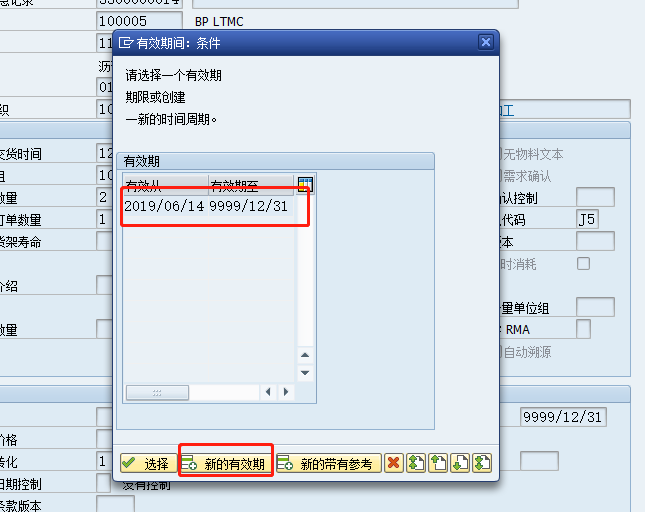 100005 BP LTMC
有效期间: 条件
请选择一个有效期
期限或创建
一新的时间周期。
有效期
有效从 有效期至
2019/06/14 9999/12/31
选择 新的有效期 新的带有参考
织 10
交货时间 12
组 10
数量 2
订单数量 1
货架寿命
介绍
数量
价格
转化 1
日期控制 没有控制
条款版本
加工
无物料文本
需求确认
确认控制
代码 J5
版本
时消耗
量单位组
RMA
自动溯源
9999/12/31